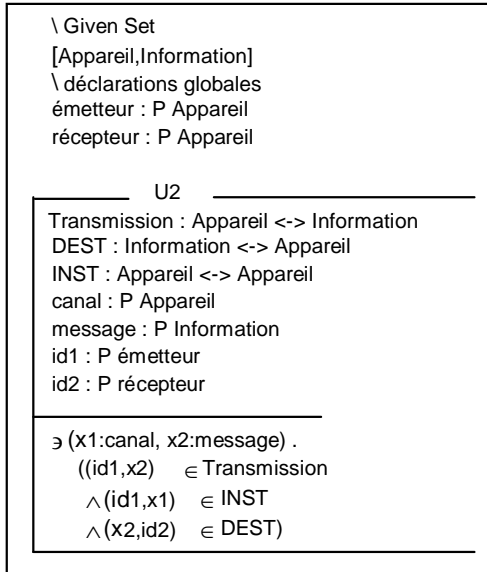 \ Given Set
[Appareil,Information]
\ déclarations globales
émetteur : P Appareil
récepteur : P Appareil
U2
Transmission : Appareil <-> Information
DEST : Information <-> Appareil
INST : Appareil <-> Appareil
canal : P Appareil
message : P Information
id1 : P émetteur
id2 : P récepteur
∍ (x1:canal, x2:message) .
((id1,x2) ∈ Transmission
∧ (id1,x1) ∈ INST
∧ (x2,id2) ∈ DEST)